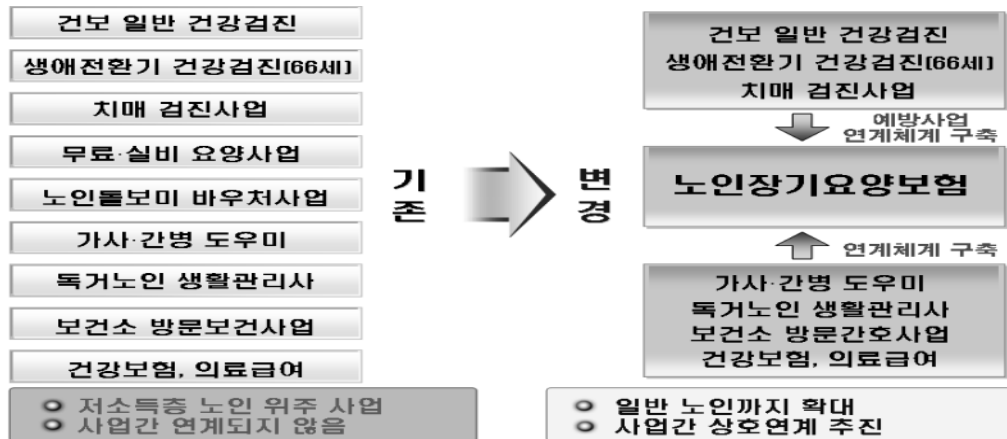 건보 일반 건강검진
생애전환기 건강검진(66세)
치매 검진사업
무료·실비 요양사업
노인돌보미 바우처사업
가사·간병 도우미
독거노인 생활관리사
보건소 방문보건사업
건강보험, 의료급여
저소득층 노인 위주 사업
사업간 연계되지 않음
기존
변경
건보 일반 건강검진
생애전환기 건강검진(66세)
치매 검진사업
예방사업
연계체계 구축
노인장기요양보험
연계체계 구축
가사·간병 도우미
독거노인 생활관리사
보건소 방문간호사업
건강보험, 의료급여
일반 노인까지 확대
사업간 상호연계 추진